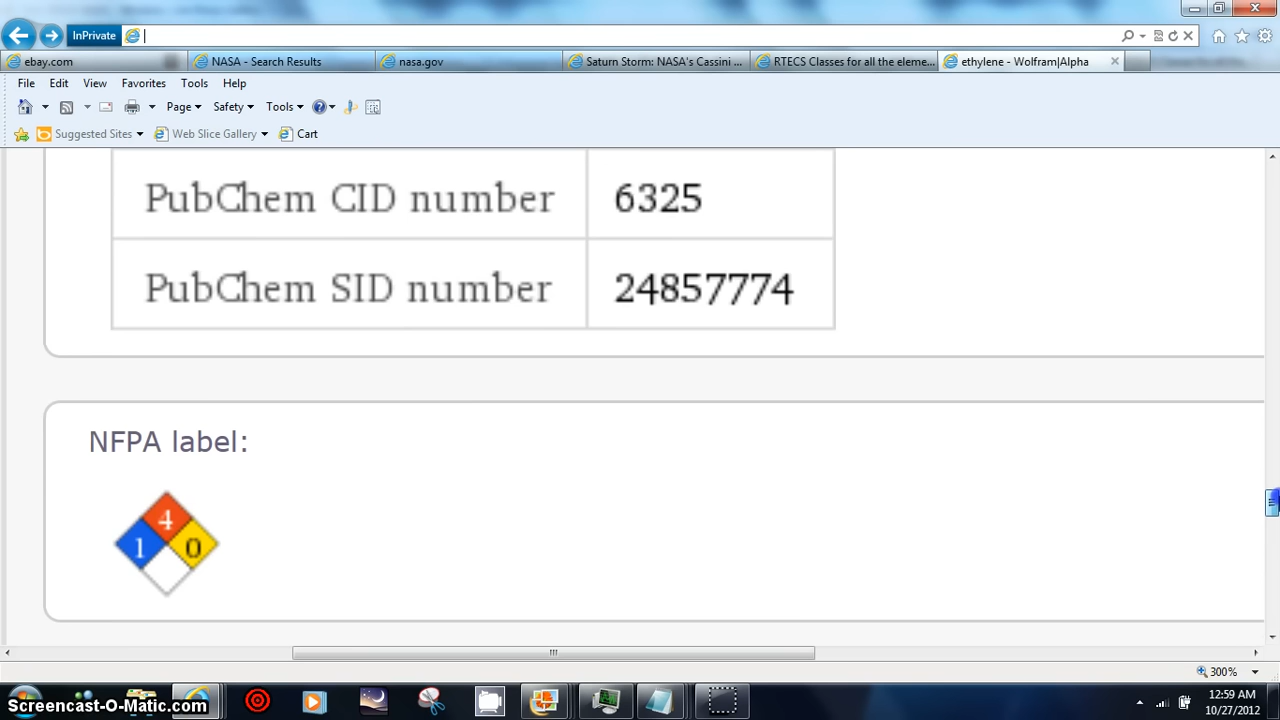 InPrivate
ebay.com
NASA - Search Results
nasa.gov
Saturn Storm: NASA's Cassini ...
RTECS Classes for all the eleme...
ethylene - Wolfram|Alpha
File Edit View Favorites Tools Help
Page Safety Tools
Suggested Sites Web Slice Gallery Cart
PubChem CID number 6325
PubChem SID number 24857774
NFPA label:
4
1 0
300%
12:59 AM
10/27/2012
Screencast-O-Matic.com